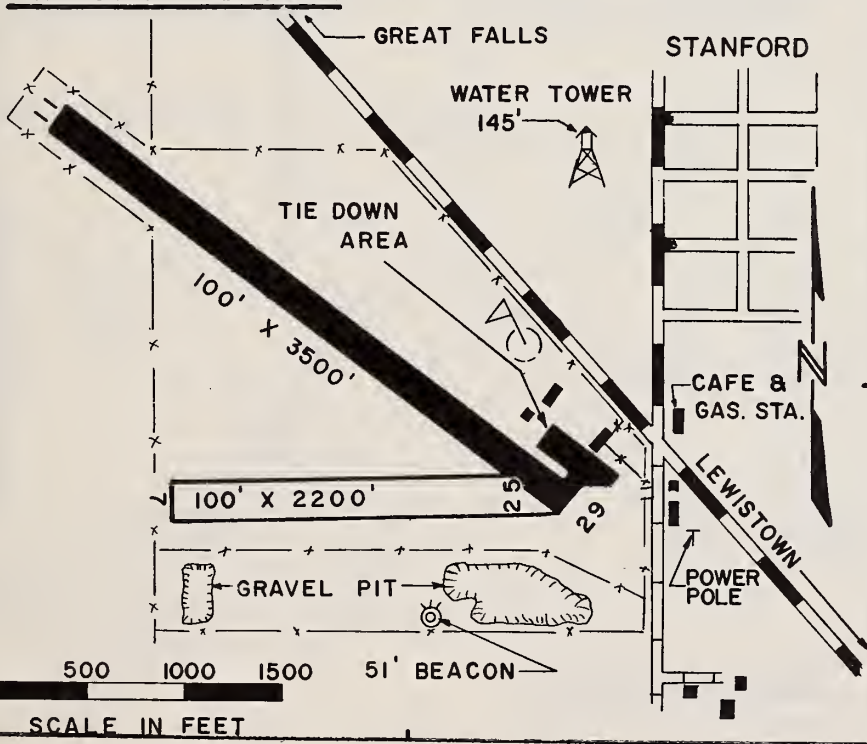 GREAT FALLS
STANFORD
WATER TOWER
145'
TIE DOWN
AREA
100' X 3500'
N
CAFE &
GAS. STA.
7
100' X 2200'
25
29
LEWISTOWN
GRAVEL PIT
POWER
POLE
51' BEACON
500 1000 1500
SCALE IN FEET